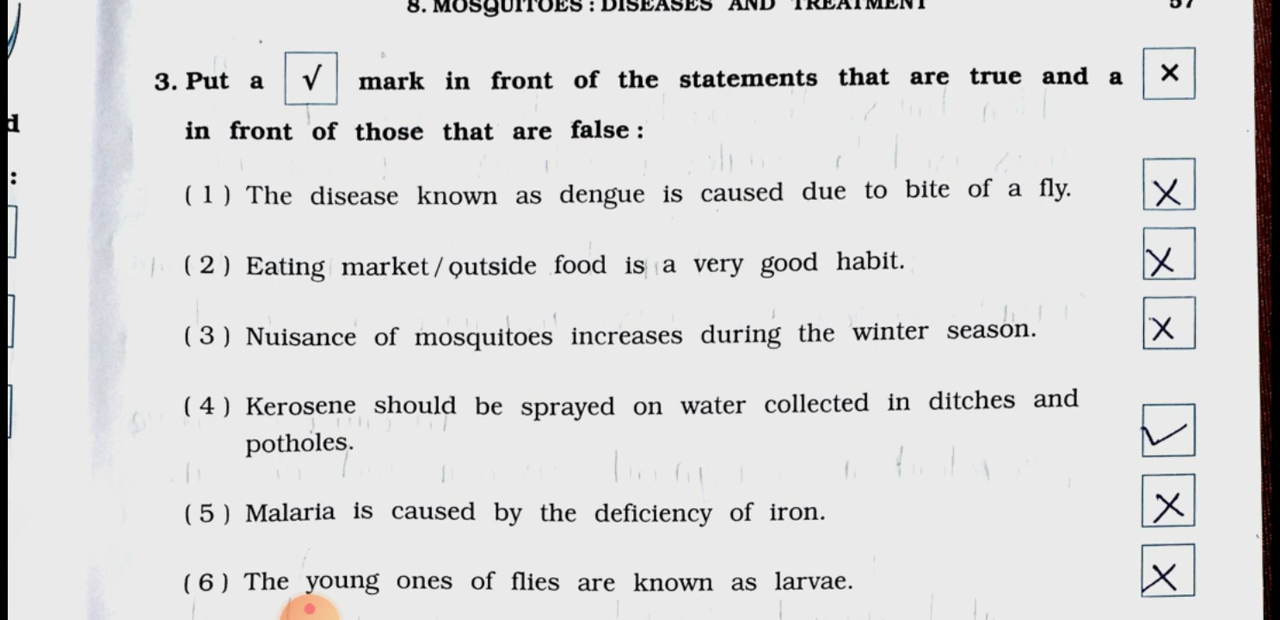 8. MOSQUITOES : DISEASES AND TREATMENT 57
3. Put a √ mark in front of the statements that are true and a ×
in front of those that are false :
( 1 ) The disease known as dengue is caused due to bite of a fly. ×
( 2 ) Eating market / outside food is a very good habit. ×
( 3 ) Nuisance of mosquitoes increases during the winter season. ×
( 4 ) Kerosene should be sprayed on water collected in ditches and
potholes. ✓
( 5 ) Malaria is caused by the deficiency of iron. ×
( 6 ) The young ones of flies are known as larvae. ×
d
: